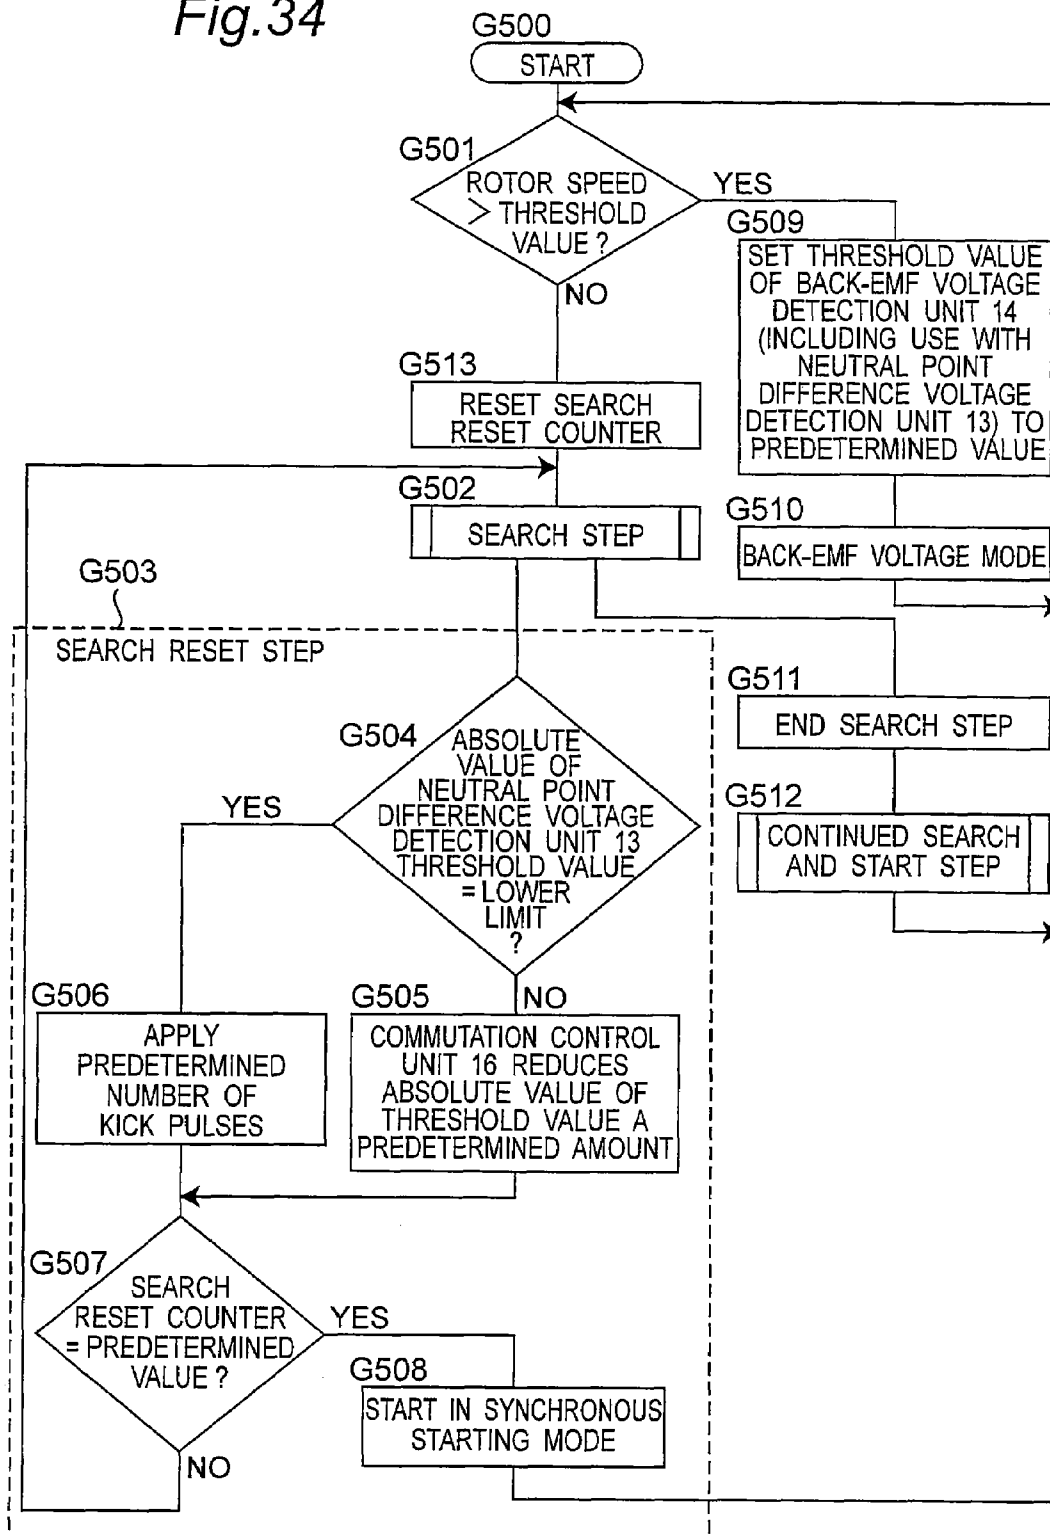 Fig.34
G500
START
G501
ROTOR SPEED
> THRESHOLD
VALUE ?
YES
NO
G509
SET THRESHOLD VALUE
OF BACK-EMF VOLTAGE
DETECTION UNIT 14
(INCLUDING USE WITH
NEUTRAL POINT
DIFFERENCE VOLTAGE
DETECTION UNIT 13) TO
PREDETERMINED VALUE
G513
RESET SEARCH
RESET COUNTER
G502
SEARCH STEP
G510
BACK-EMF VOLTAGE MODE
G503
SEARCH RESET STEP
G511
END SEARCH STEP
G504
ABSOLUTE
VALUE OF
NEUTRAL POINT
DIFFERENCE VOLTAGE
DETECTION UNIT 13
THRESHOLD VALUE
= LOWER
LIMIT
?
YES
NO
G512
CONTINUED SEARCH
AND START STEP
G506
APPLY
PREDETERMINED
NUMBER OF
KICK PULSES
G505
COMMUTATION CONTROL
UNIT 16 REDUCES
ABSOLUTE VALUE OF
THRESHOLD VALUE A
PREDETERMINED AMOUNT
G507
SEARCH
RESET COUNTER
= PREDETERMINED
VALUE ?
YES
NO
G508
START IN SYNCHRONOUS
STARTING MODE